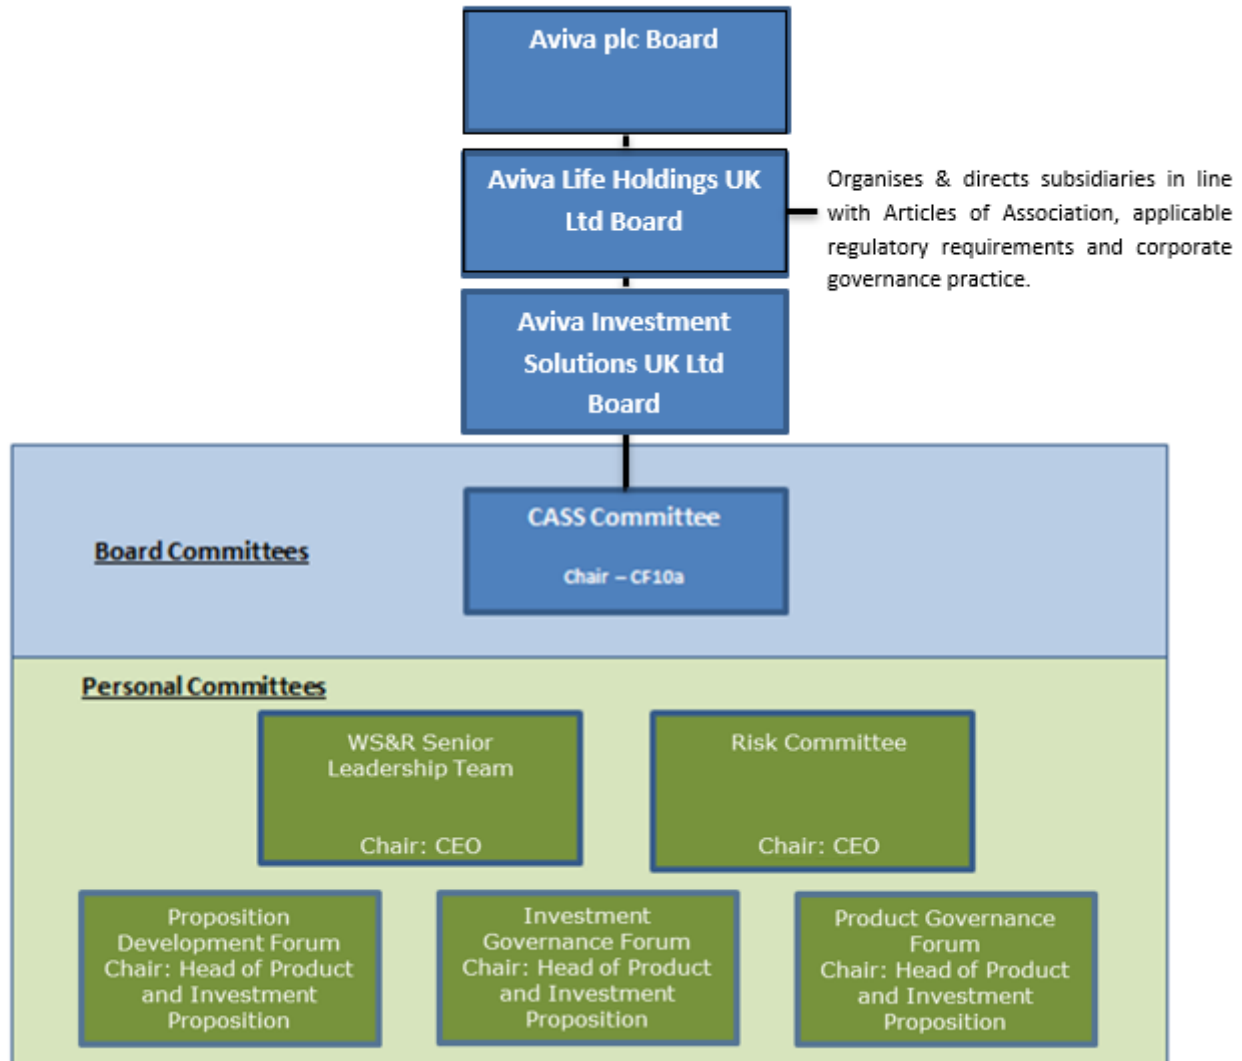 Aviva plc Board
Aviva Life Holdings UK
Ltd Board
Organises & directs subsidiaries in line
with Articles of Association, applicable
regulatory requirements and corporate
governance practice.
Aviva Investment
Solutions UK Ltd
Board
CASS Committee
Chair – CF10a
Board Committees
Personal Committees
WS&R Senior
Leadership Team
Chair: CEO
Risk Committee
Chair: CEO
Proposition
Development Forum
Chair: Head of Product
and Investment
Proposition
Investment
Governance Forum
Chair: Head of Product
and Investment
Proposition
Product Governance
Forum
Chair: Head of Product
and Investment
Proposition